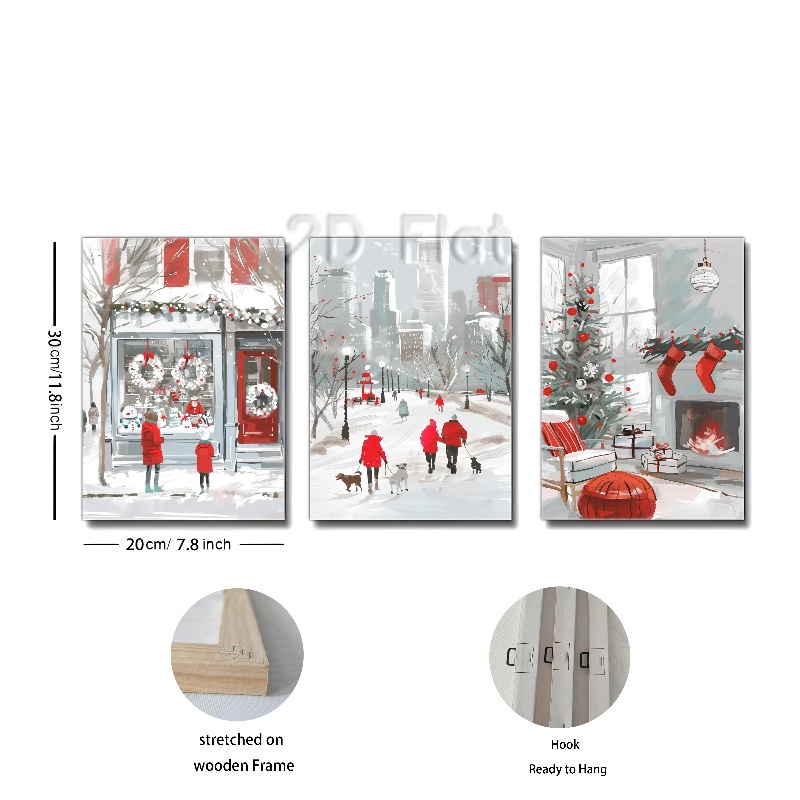 2D Flat
30cm/11.8inch
20cm/ 7.8 inch
stretched on
wooden Frame
Hook
Ready to Hang